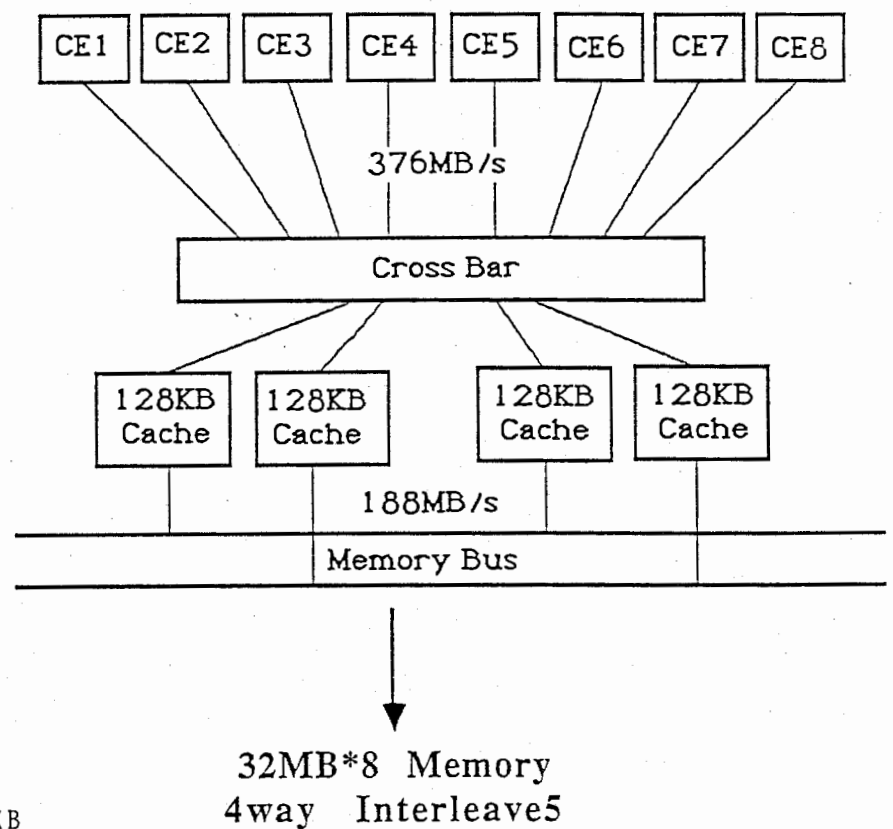 CE1 CE2 CE3 CE4 CE5 CE6 CE7 CE8
376MB/s
Cross Bar
128KB 128KB 128KB 128KB
Cache Cache Cache Cache
188MB/s
Memory Bus
32MB*8 Memory
4way Interleave5